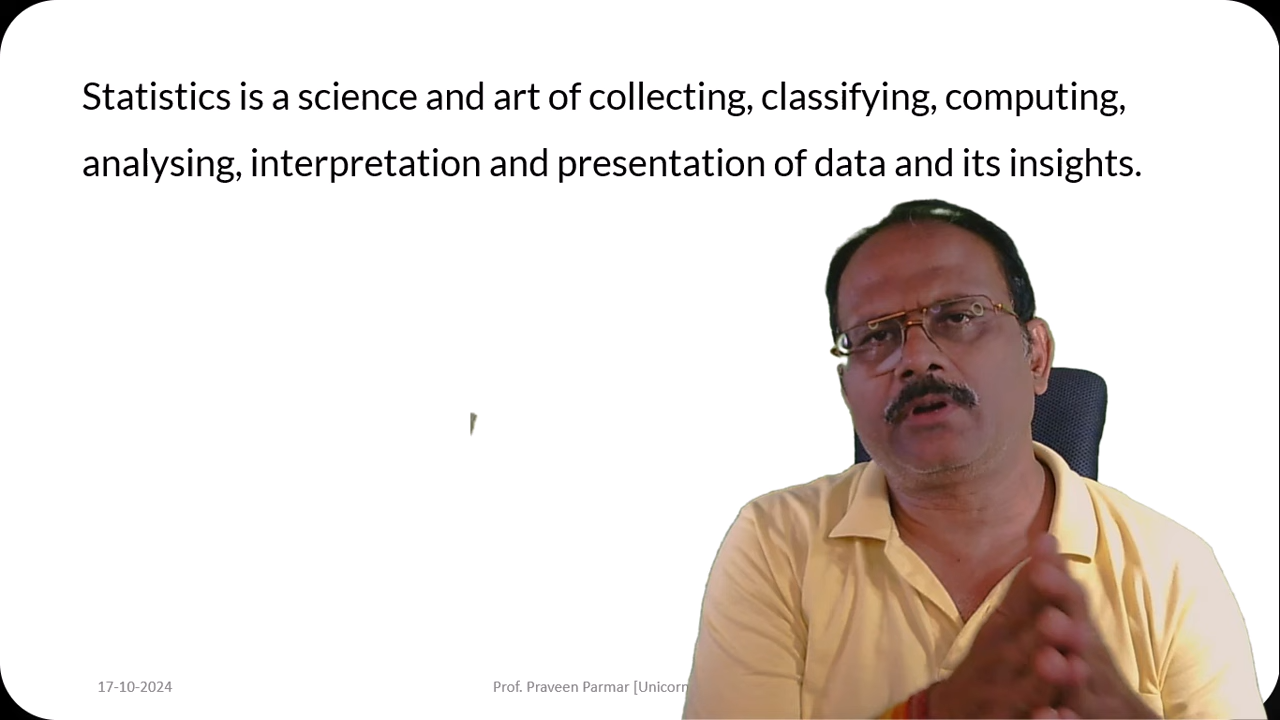 Statistics is a science and art of collecting, classifying, computing,
analysing, interpretation and presentation of data and its insights.
17-10-2024
Prof. Praveen Parmar [Unicorn